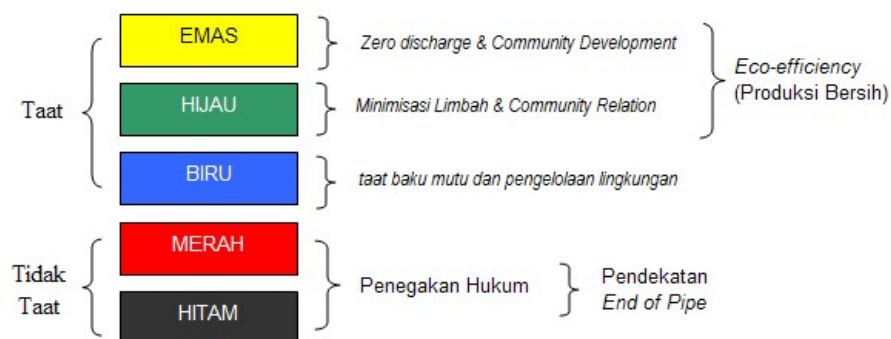 EMAS
Zero discharge & Community Development
Eco-efficiency
(Produksi Bersih)
Taat
HIJAU
Minimisasi Limbah & Community Relation
BIRU
taat baku mutu dan pengelolaan lingkungan
MERAH
Tidak
Taat
Penegakan Hukum
Pendekatan
End of Pipe
HITAM